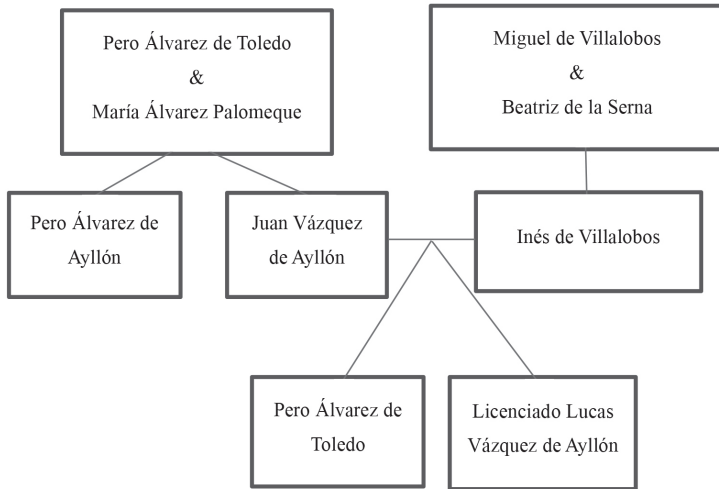 Pero Álvarez de Toledo
&
María Álvarez Palomeque
Miguel de Villalobos
&
Beatriz de la Serna
Pero Álvarez de
Ayllón
Juan Vázquez
de Ayllón
Inés de Villalobos
Pero Álvarez de
Toledo
Licenciado Lucas
Vázquez de Ayllón